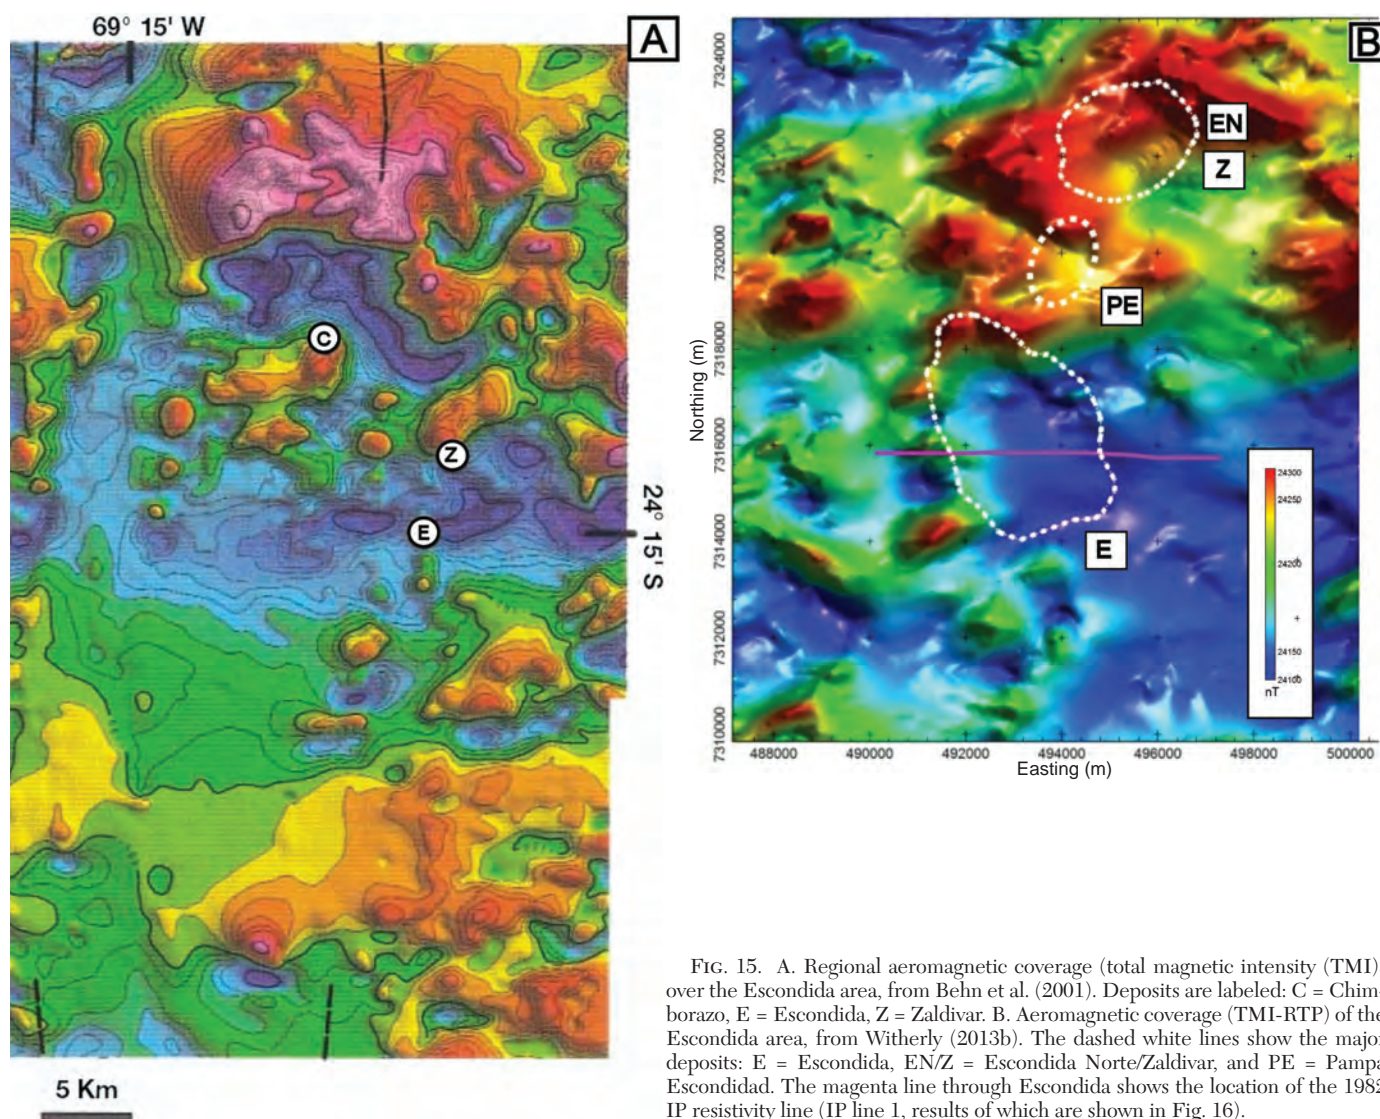 69° 15' W
A
C
Z
E
24° 15' S
5 Km
B
EN
Z
PE
E
Northing (m)
7324000
7322000
7320000
7318000
7316000
7314000
7312000
7310000
24300
24250
24200
24150
24100
nT
488000 490000 492000 494000 496000 498000 500000
Easting (m)
FIG. 15. A. Regional aeromagnetic coverage (total magnetic intensity (TMI)
over the Escondida area, from Behn et al. (2001). Deposits are labeled: C = Chim-
borazo, E = Escondida, Z = Zaldivar. B. Aeromagnetic coverage (TMI-RTP) of the
Escondida area, from Witherly (2013b). The dashed white lines show the major
deposits: E = Escondida, EN/Z = Escondida Norte/Zaldivar, and PE = Pampa
Escondidad. The magenta line through Escondida shows the location of the 1982
IP resistivity line (IP line 1, results of which are shown in Fig. 16).